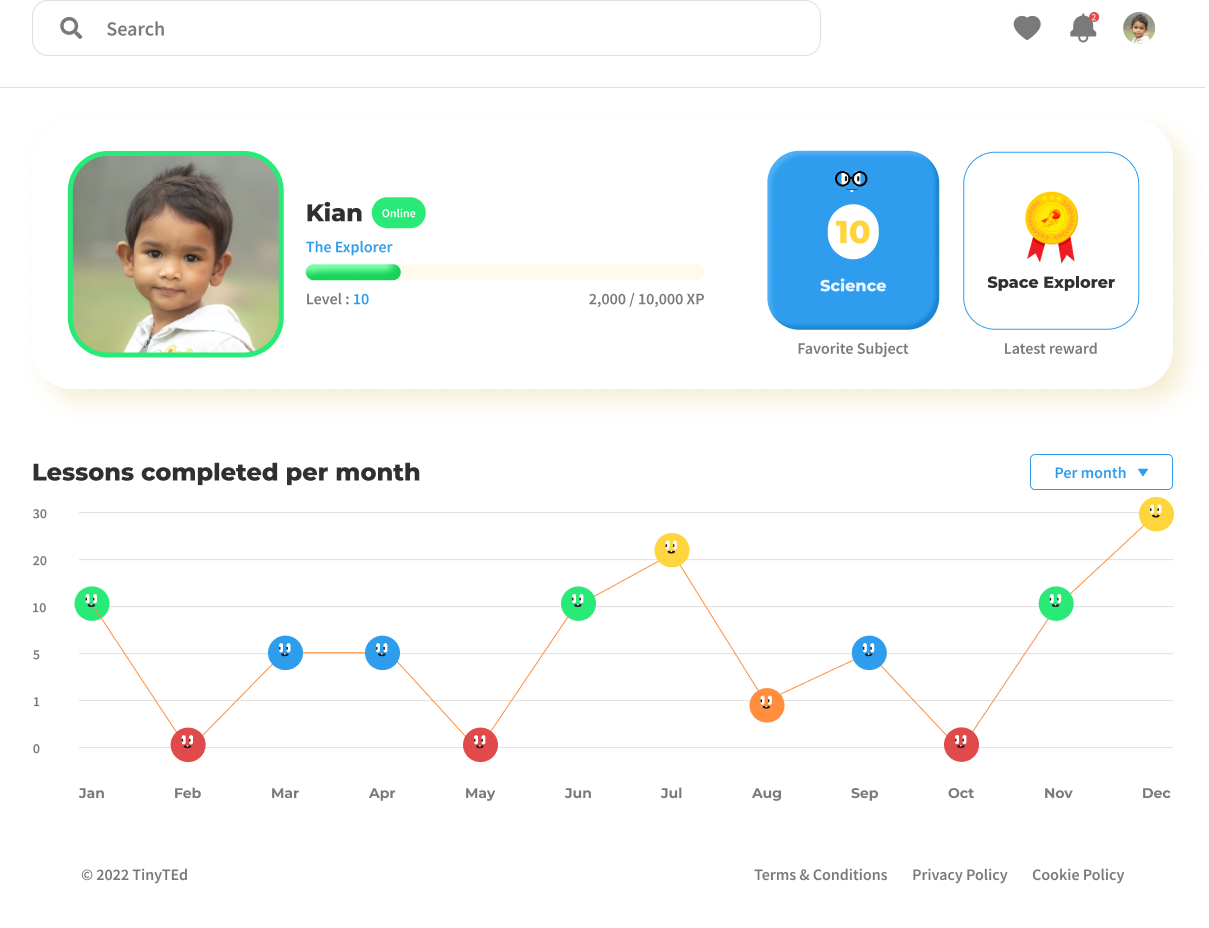 Search
2
Kian
Online
The Explorer
Level : 10
2,000 / 10,000 XP
10
Science
Favorite Subject
Space Explorer
Latest reward
Lessons completed per month
Per month
30
20
10
5
1
0
Jan Feb Mar Apr May Jun Jul Aug Sep Oct Nov Dec
© 2022 TinyTEd
Terms & Conditions Privacy Policy Cookie Policy